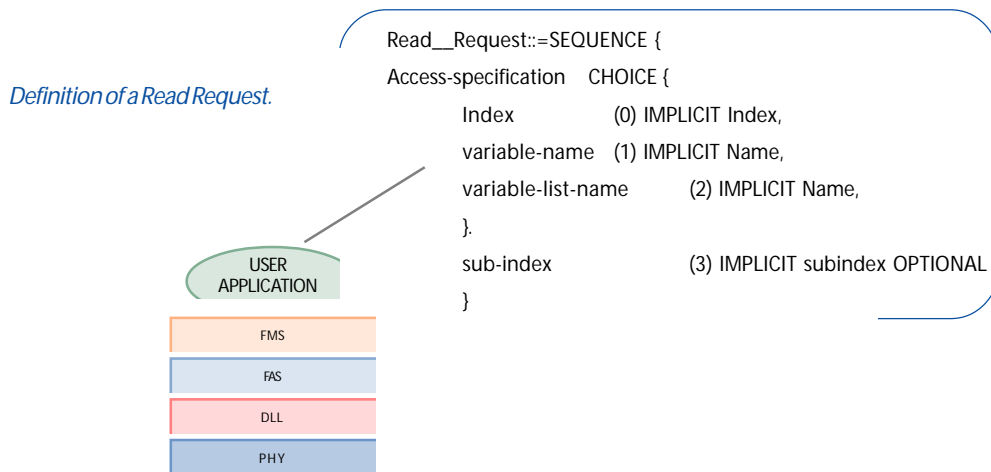 Definition of a Read Request.
Read__Request::=SEQUENCE {
Access-specification CHOICE {
Index (0) IMPLICIT Index,
variable-name (1) IMPLICIT Name,
variable-list-name (2) IMPLICIT Name,
}.
sub-index (3) IMPLICIT subindex OPTIONAL
}
USER
APPLICATION
FMS
FAS
DLL
PHY